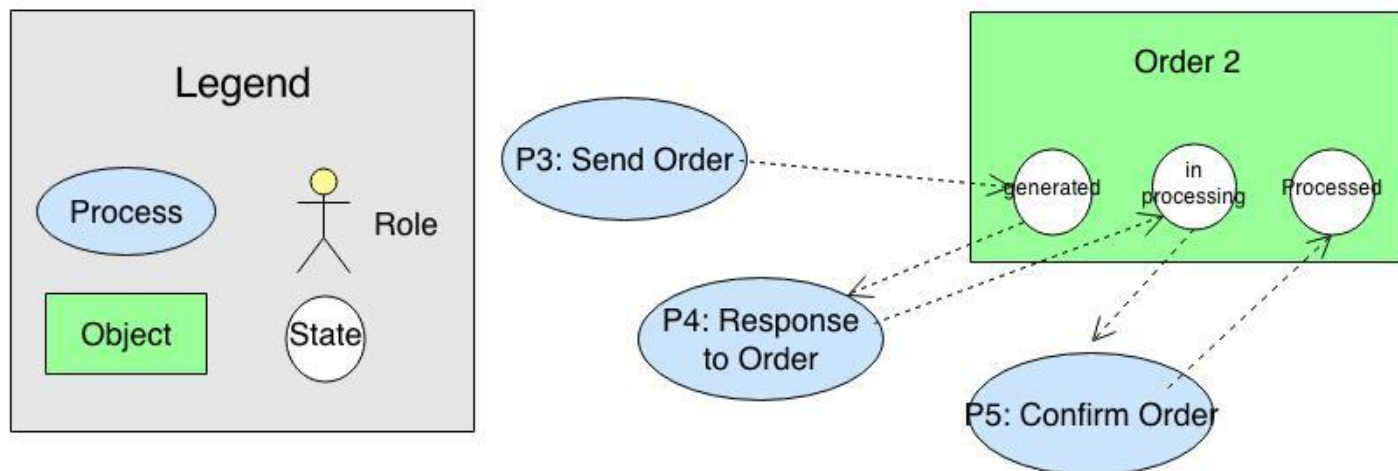 Legend
Process
Role
Object
State
P3: Send Order
Order 2
generated
in
processing
Processed
P4: Response
to Order
P5: Confirm Order